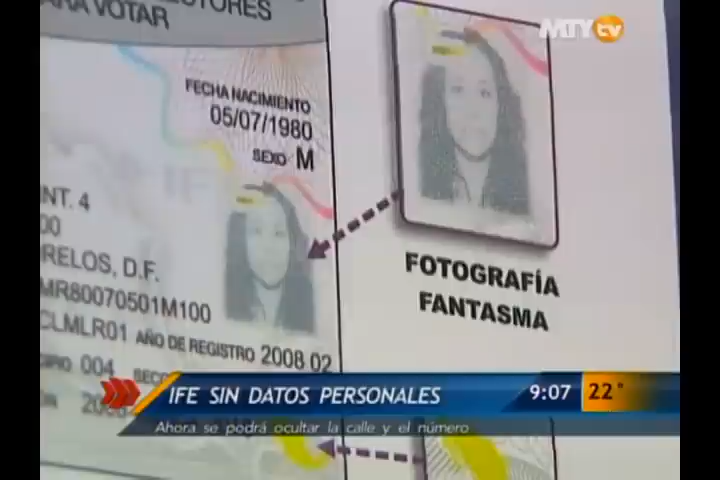 ARA VOTAR
ECTORES
MTY tv
FECHA NACIMIENTO
05/07/1980
SEXO M
NT. 4
00
RELOS, D.F.
MR80070501M100
CLMLR01 AÑO DE REGISTRO 2008 02
004
FOTOGRAFÍA
FANTASMA
IFE SIN DATOS PERSONALES
9:07 22°
Ahora se podrá ocultar la calle y el número